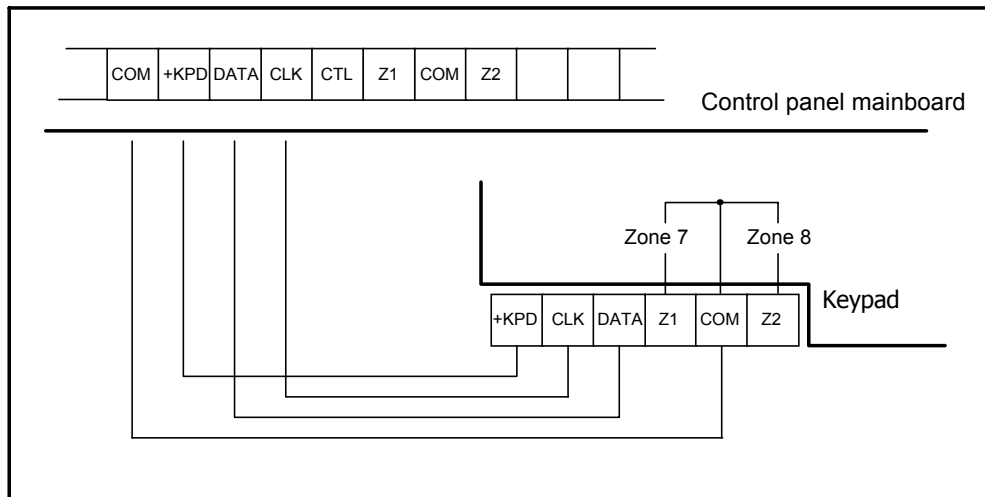 COM +KPD DATA CLK CTL Z1 COM Z2
Control panel mainboard
Zone 7 Zone 8
Keypad
+KPD CLK DATA Z1 COM Z2